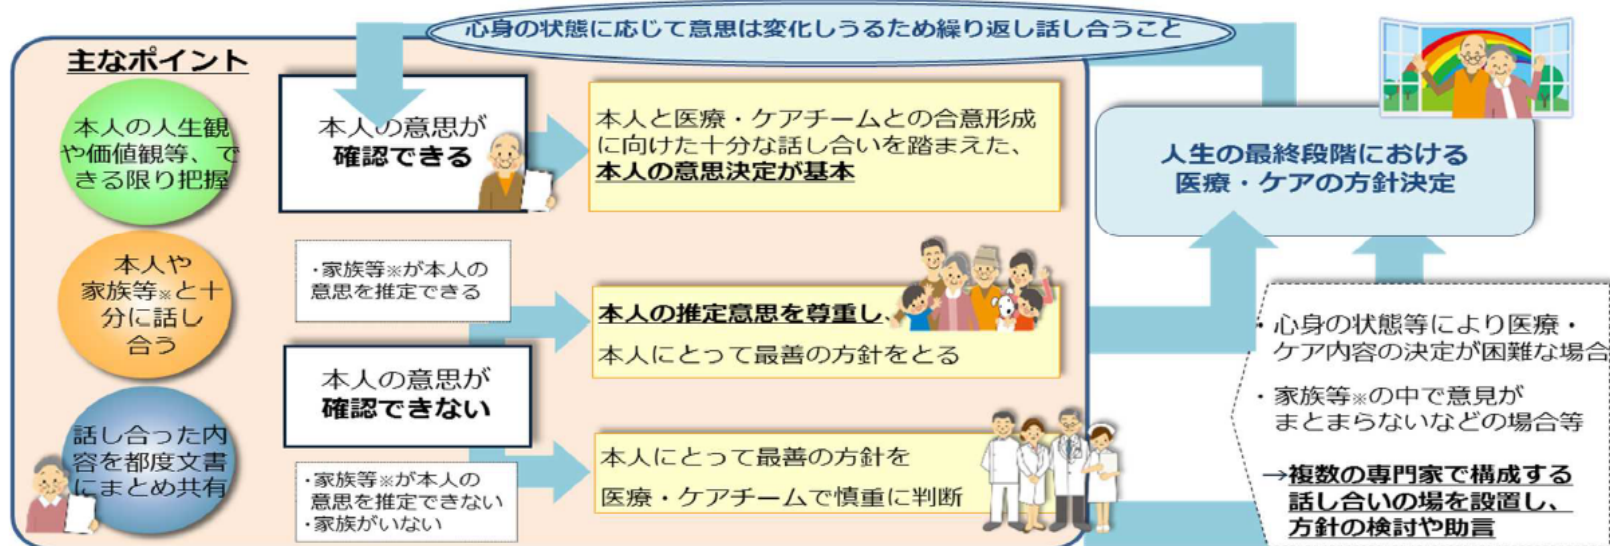 心身の状態に応じて意思は変化しうるため繰り返し話し合うこと
主なポイント
本人の人生観
や価値観等、で
きる限り把握
本人や
家族等※と十
分に話し
合う
話し合った内
容を都度文書
にまとめ共有
本人の意思が
確認できる
本人と医療・ケアチームとの合意形成
に向けた十分な話し合いを踏まえた、
本人の意思決定が基本
・家族等※が本人の
意思を推定できる
本人の推定意思を尊重し、
本人にとって最善の方針をとる
本人の意思が
確認できない
・家族等※が本人の
意思を推定できない
・家族がいない
本人にとって最善の方針を
医療・ケアチームで慎重に判断
人生の最終段階における
医療・ケアの方針決定
・心身の状態等により医療・
ケア内容の決定が困難な場合
・家族等※の中で意見が
まとまらないなどの場合等
→複数の専門家で構成する
話し合いの場を設置し、
方針の検討や助言